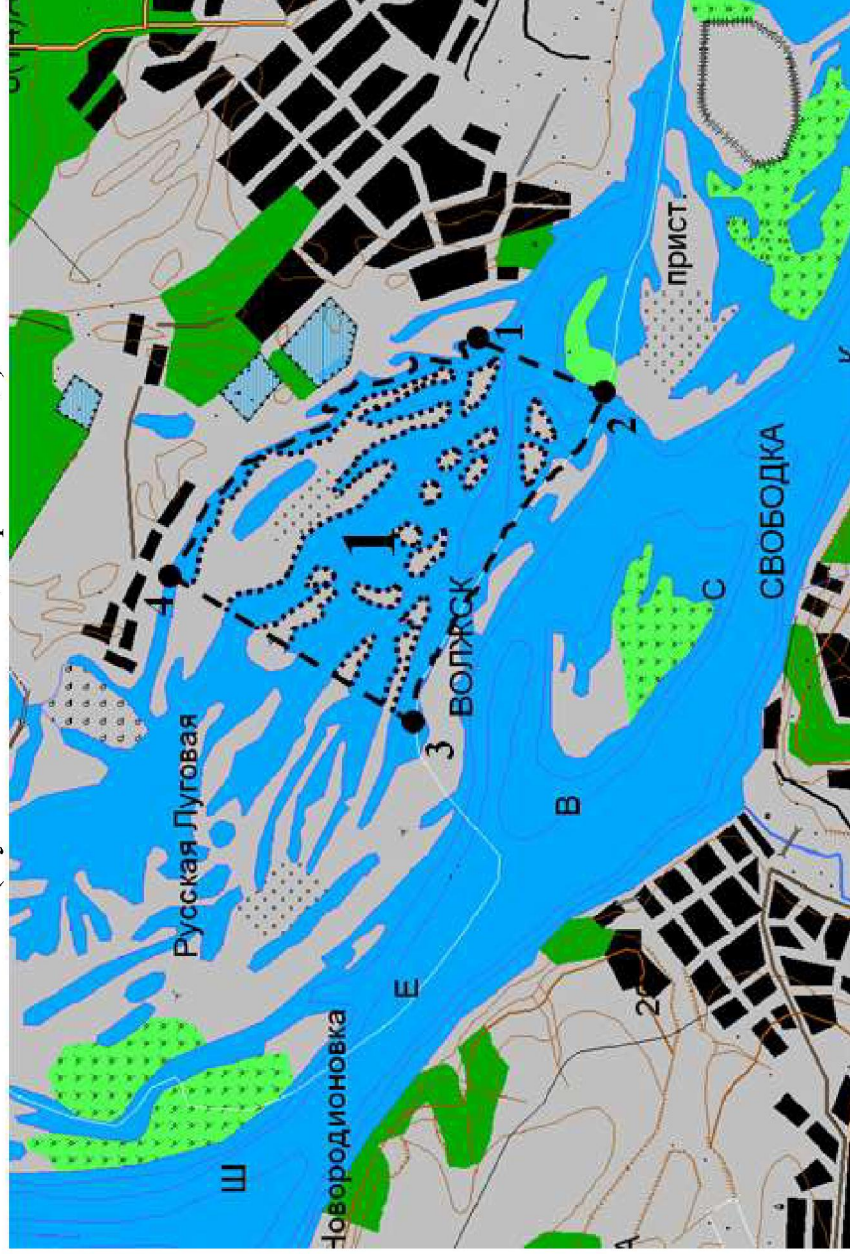 4
1
1
2
3
ВОЛЖСК
прист.
СВОБОДКА
С
В
Русская Луговая
Е
Новородионовка
Ш